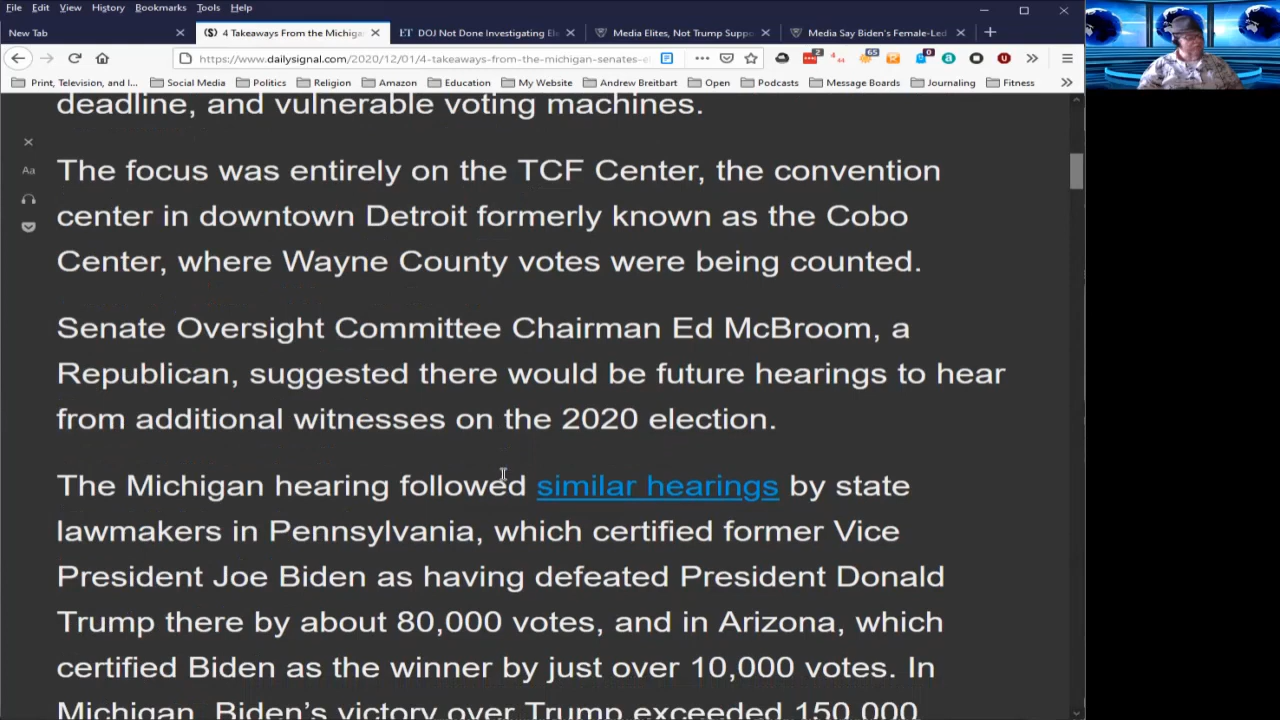 File Edit View History Bookmarks Tools Help
New Tab
($) 4 Takeaways From the Michiga
ET DOJ Not Done Investigating Ele
Media Elites, Not Trump Suppo
Media Say Biden's Female-Led
https://www.dailysignal.com/2020/12/01/4-takeaways-from-the-michigan-senates-e
2 44 65 0
Print, Television, and I... Social Media Politics Religion Amazon Education My Website Andrew Breitbart Open Podcasts Message Boards Journaling Fitness
deadline, and vulnerable voting machines.
Aa
The focus was entirely on the TCF Center, the convention
center in downtown Detroit formerly known as the Cobo
Center, where Wayne County votes were being counted.
Senate Oversight Committee Chairman Ed McBroom, a
Republican, suggested there would be future hearings to hear
from additional witnesses on the 2020 election.
The Michigan hearing followed similar hearings by state
lawmakers in Pennsylvania, which certified former Vice
President Joe Biden as having defeated President Donald
Trump there by about 80,000 votes, and in Arizona, which
certified Biden as the winner by just over 10,000 votes. In
Michigan, Biden's victory over Trump exceeded 150,000